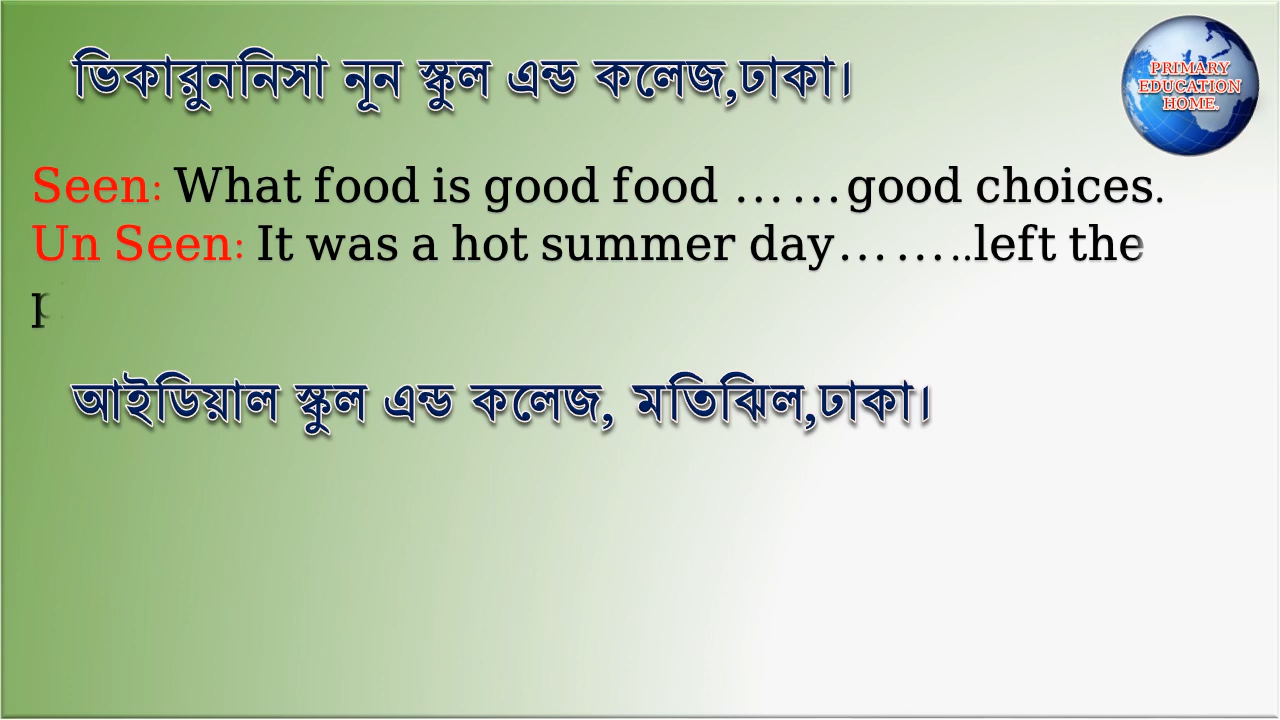 ভিকারুননিসা নূন স্কুল এন্ড কলেজ,ঢাকা।
PRIMARY
EDUCATION
HOME.
Seen: What food is good food ……good choices.
Un Seen: It was a hot summer day……..left the
আইডিয়াল স্কুল এন্ড কলেজ, মতিঝিল,ঢাকা।